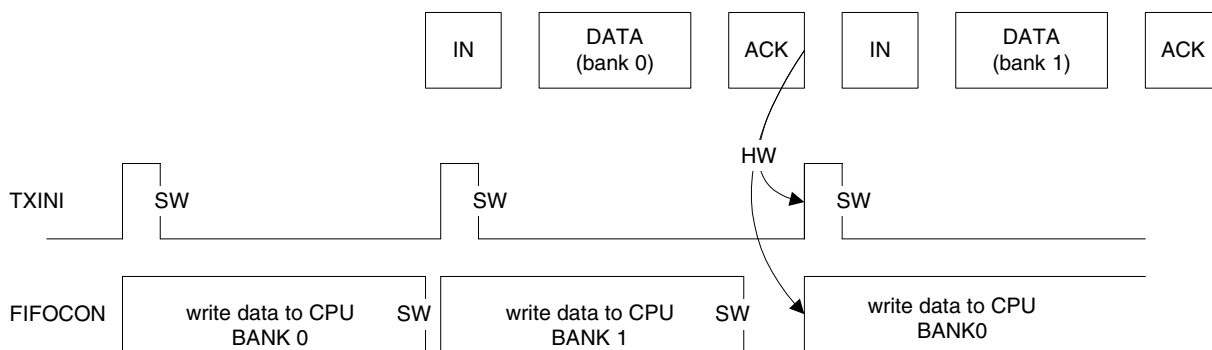 IN
DATA
(bank 0)
ACK
IN
DATA
(bank 1)
ACK
HW
TXINI
SW
SW
SW
FIFOCON
write data to CPU
BANK 0
SW
write data to CPU
BANK 1
SW
write data to CPU
BANK0